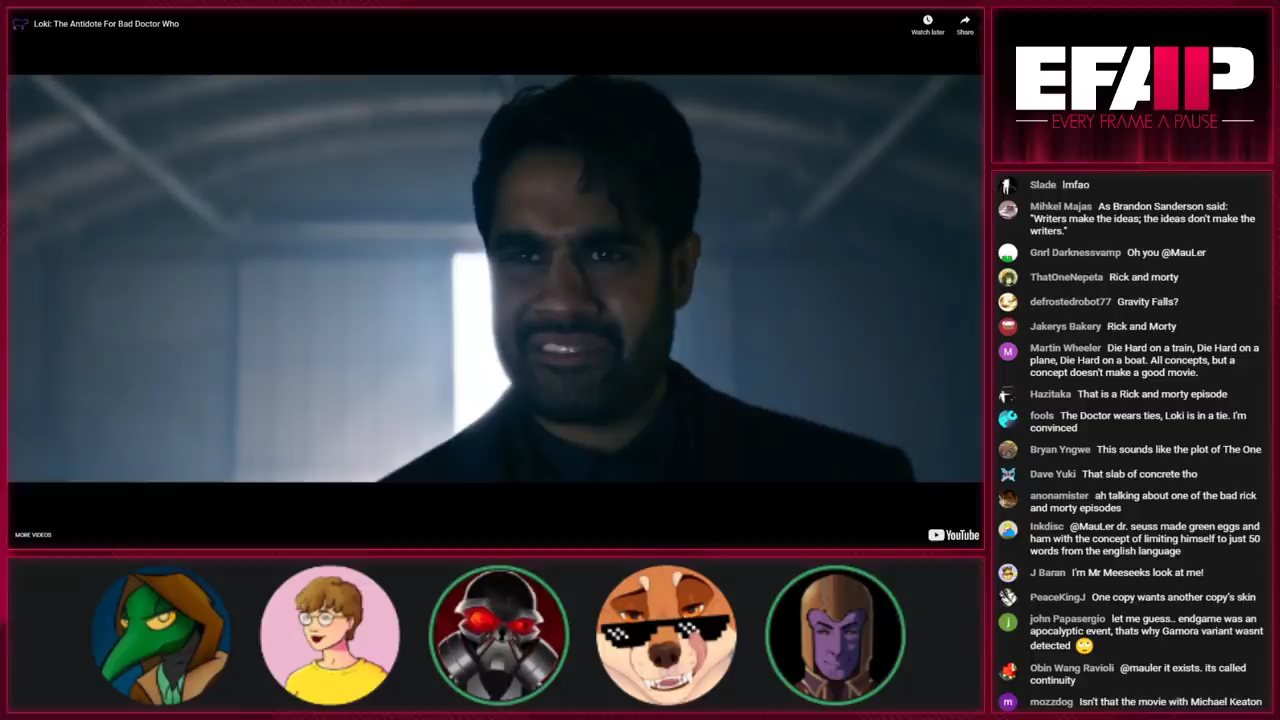 Loki: The Antidote For Bad Doctor Who
Watch later
Share
MORE VIDEOS
YouTube
EFAP
EVERY FRAME A PAUSE
Slade lmfao
Mihkel Majas As Brandon Sanderson said:
"Writers make the ideas; the ideas don't make the
writers."
Gnrl Darknessvamp Oh you @MauLer
ThatOneNepeta Rick and morty
defrostedrobot77 Gravity Falls?
Jakerys Bakery Rick and Morty
M
Martin Wheeler Die Hard on a train, Die Hard on a
plane, Die Hard on a boat. All concepts, but a
concept doesn't make a good movie.
Hazitaka That is a Rick and morty episode
fools The Doctor wears ties, Loki is in a tie. I'm
convinced
Bryan Yngwe This sounds like the plot of The One
Dave Yuki That slab of concrete tho
anonamister ah talking about one of the bad rick
and morty episodes
Inkdisc @MauLer dr. seuss made green eggs and
ham with the concept of limiting himself to just 50
words from the english language
J Baran I'm Mr Meeseeks look at me!
PeaceKingJ One copy wants another copy's skin
j
john Papasergio let me guess.. endgame was an
apocalyptic event, thats why Gamora variant wasnt
detected
Obin Wang Ravioli @mauler it exists. its called
continuity
m
mozzdog Isn't that the movie with Michael Keaton